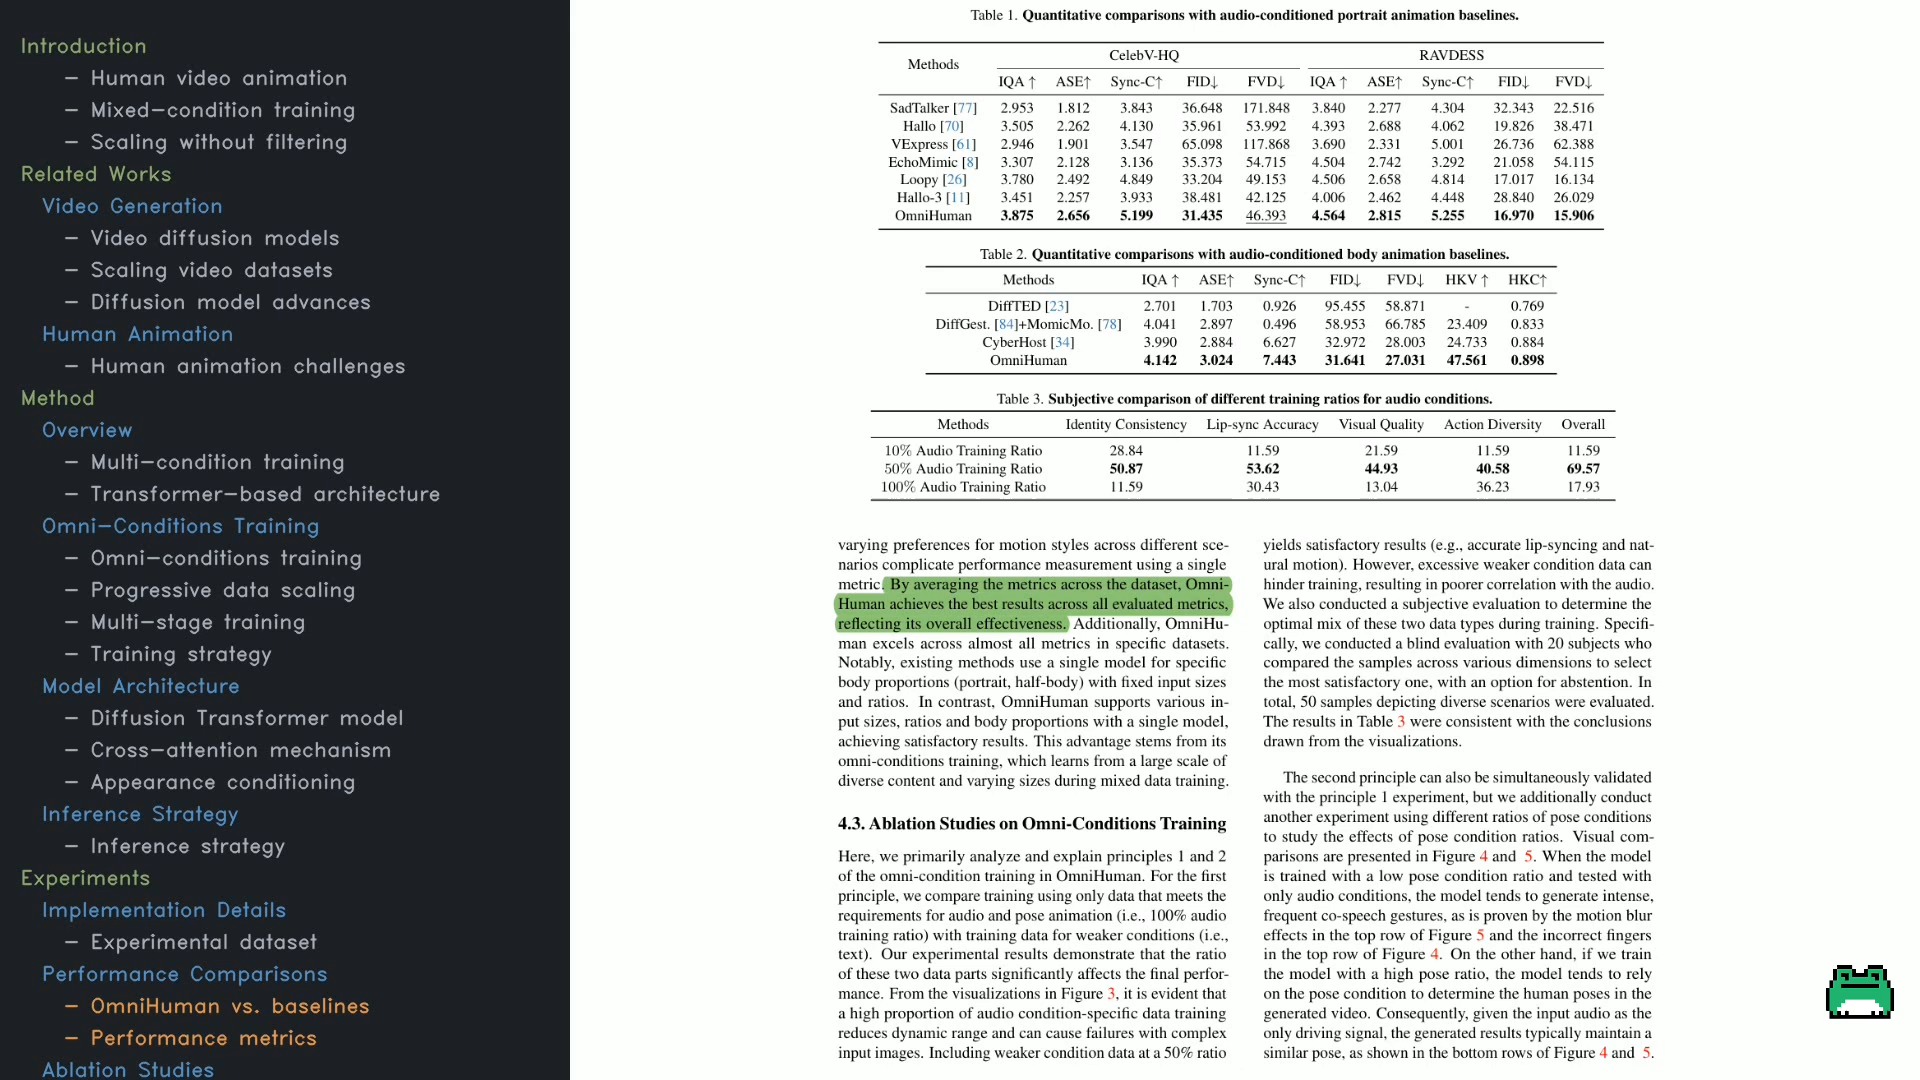 Introduction
– Human video animation
– Mixed-condition training
– Scaling without filtering
Related Works
Video Generation
– Video diffusion models
– Scaling video datasets
– Diffusion model advances
Human Animation
– Human animation challenges
Method
Overview
– Multi-condition training
– Transformer-based architecture
Omni-Conditions Training
– Omni-conditions training
– Progressive data scaling
– Multi-stage training
– Training strategy
Model Architecture
– Diffusion Transformer model
– Cross-attention mechanism
– Appearance conditioning
Inference Strategy
– Inference strategy
Experiments
Implementation Details
– Experimental dataset
Performance Comparisons
– OmniHuman vs. baselines
– Performance metrics
Ablation Studies
Table 1. Quantitative comparisons with audio-conditioned portrait animation baselines.
Methods CelebV-HQ RAVDESS
IQA ↑ ASE↑ Sync-C↑ FID↓ FVD↓ IQA ↑ ASE↑ Sync-C↑ FID↓ FVD↓
SadTalker [77] 2.953 1.812 3.843 36.648 171.848 3.840 2.277 4.304 32.343 22.516
Hallo [70] 3.505 2.262 4.130 35.961 53.992 4.393 2.688 4.062 19.826 38.471
VExpress [61] 2.946 1.901 3.547 65.098 117.868 3.690 2.331 5.001 26.736 62.388
EchoMimic [8] 3.307 2.128 3.136 35.373 54.715 4.504 2.742 3.292 21.058 54.115
Loopy [26] 3.780 2.492 4.849 33.204 49.153 4.506 2.658 4.814 17.017 16.134
Hallo-3 [11] 3.451 2.257 3.933 38.481 42.125 4.006 2.462 4.448 28.840 26.029
OmniHuman 3.875 2.656 5.199 31.435 46.393 4.564 2.815 5.255 16.970 15.906
Table 2. Quantitative comparisons with audio-conditioned body animation baselines.
Methods IQA ↑ ASE↑ Sync-C↑ FID↓ FVD↓ HKV ↑ HKC↑
DiffTED [23] 2.701 1.703 0.926 95.455 58.871 - 0.769
DiffGest. [84]+MomicMo. [78] 4.041 2.897 0.496 58.953 66.785 23.409 0.833
CyberHost [34] 3.990 2.884 6.627 32.972 28.003 24.733 0.884
OmniHuman 4.142 3.024 7.443 31.641 27.031 47.561 0.898
Table 3. Subjective comparison of different training ratios for audio conditions.
Methods Identity Consistency Lip-sync Accuracy Visual Quality Action Diversity Overall
10% Audio Training Ratio 28.84 11.59 21.59 11.59 11.59
50% Audio Training Ratio 50.87 53.62 44.93 40.58 69.57
100% Audio Training Ratio 11.59 30.43 13.04 36.23 17.93
varying preferences for motion styles across different sce-
narios complicate performance measurement using a single
metric. By averaging the metrics across the dataset, Omni-
Human achieves the best results across all evaluated metrics,
reflecting its overall effectiveness. Additionally, OmniHu-
man excels across almost all metrics in specific datasets.
Notably, existing methods use a single model for specific
body proportions (portrait, half-body) with fixed input sizes
and ratios. In contrast, OmniHuman supports various in-
put sizes, ratios and body proportions with a single model,
achieving satisfactory results. This advantage stems from its
omni-conditions training, which learns from a large scale of
diverse content and varying sizes during mixed data training.
4.3. Ablation Studies on Omni-Conditions Training
Here, we primarily analyze and explain principles 1 and 2
of the omni-condition training in OmniHuman. For the first
principle, we compare training using only data that meets the
requirements for audio and pose animation (i.e., 100% audio
training ratio) with training data for weaker conditions (i.e.,
text). Our experimental results demonstrate that the ratio
of these two data parts significantly affects the final perfor-
mance. From the visualizations in Figure 3, it is evident that
a high proportion of audio condition-specific data training
reduces dynamic range and can cause failures with complex
input images. Including weaker condition data at a 50% ratio
yields satisfactory results (e.g., accurate lip-syncing and nat-
ural motion). However, excessive weaker condition data can
hinder training, resulting in poorer correlation with the audio.
We also conducted a subjective evaluation to determine the
optimal mix of these two data types during training. Specifi-
cally, we conducted a blind evaluation with 20 subjects who
compared the samples across various dimensions to select
the most satisfactory one, with an option for abstention. In
total, 50 samples depicting diverse scenarios were evaluated.
The results in Table 3 were consistent with the conclusions
drawn from the visualizations.
The second principle can also be simultaneously validated
with the principle 1 experiment, but we additionally conduct
another experiment using different ratios of pose conditions
to study the effects of pose condition ratios. Visual com-
parisons are presented in Figure 4 and 5. When the model
is trained with a low pose condition ratio and tested with
only audio conditions, the model tends to generate intense,
frequent co-speech gestures, as is proven by the motion blur
effects in the top row of Figure 5 and the incorrect fingers
in the top row of Figure 4. On the other hand, if we train
the model with a high pose ratio, the model tends to rely
on the pose condition to determine the human poses in the
generated video. Consequently, given the input audio as the
only driving signal, the generated results typically maintain a
similar pose, as shown in the bottom rows of Figure 4 and 5.